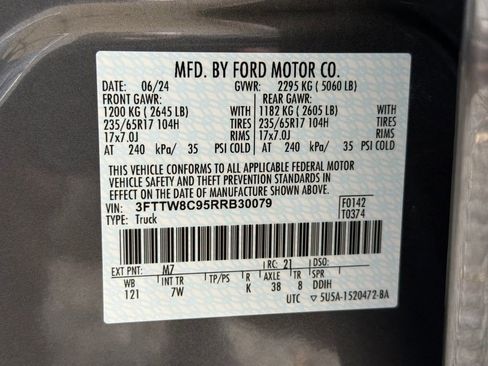 MFD. BY FORD MOTOR CO.
DATE: 06/24 GVWR: 2295 KG ( 5060 LB)
FRONT GAWR: REAR GAWR:
1200 KG ( 2645 LB) WITH 1182 KG ( 2605 LB) WITH
235/65R17 104H TIRES 235/65R17 104H TIRES
17x7.0J RIMS 17x7.0J RIMS
AT 240 kPa/ 35 PSI COLD AT 240 kPa/ 35 PSI COLD
THIS VEHICLE CONFORMS TO ALL APPLICABLE FEDERAL MOTOR
VEHICLE SAFETY AND THEFT PREVENTION STANDARDS IN
EFFECT ON THE DATE OF MANUFACTURE SHOWN ABOVE.
VIN: 3FTTW8C95RRB30079 F0142
TYPE: Truck T0374
EXT PNT: M7 RC: 21 DSO:
WB INT TR TP/PS R AXLE TR SPR
121 7W K 38 8 DDIH
UTC ▽5U5A-1520472-BA